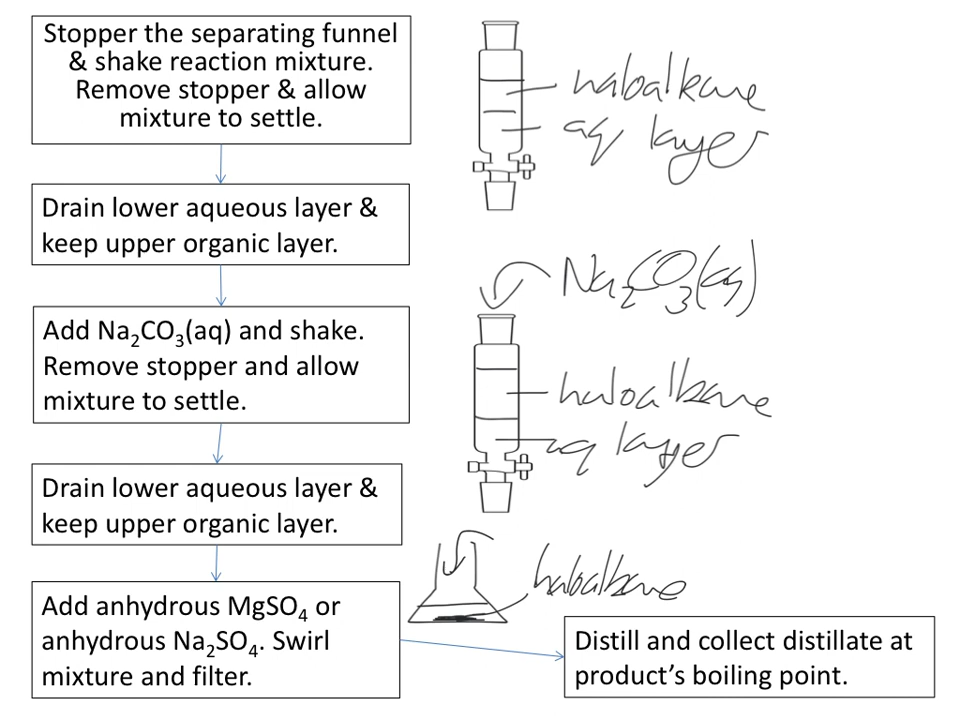 Stopper the separating funnel
& shake reaction mixture.
Remove stopper & allow
mixture to settle.
haloalkane
aq layer
Drain lower aqueous layer &
keep upper organic layer.
Na₂CO₃(aq)
Add Na₂CO₃(aq) and shake.
Remove stopper and allow
mixture to settle.
haloalkane
aq layer
Drain lower aqueous layer &
keep upper organic layer.
haloalkane
Add anhydrous MgSO₄ or
anhydrous Na₂SO₄. Swirl
mixture and filter.
Distill and collect distillate at
product’s boiling point.